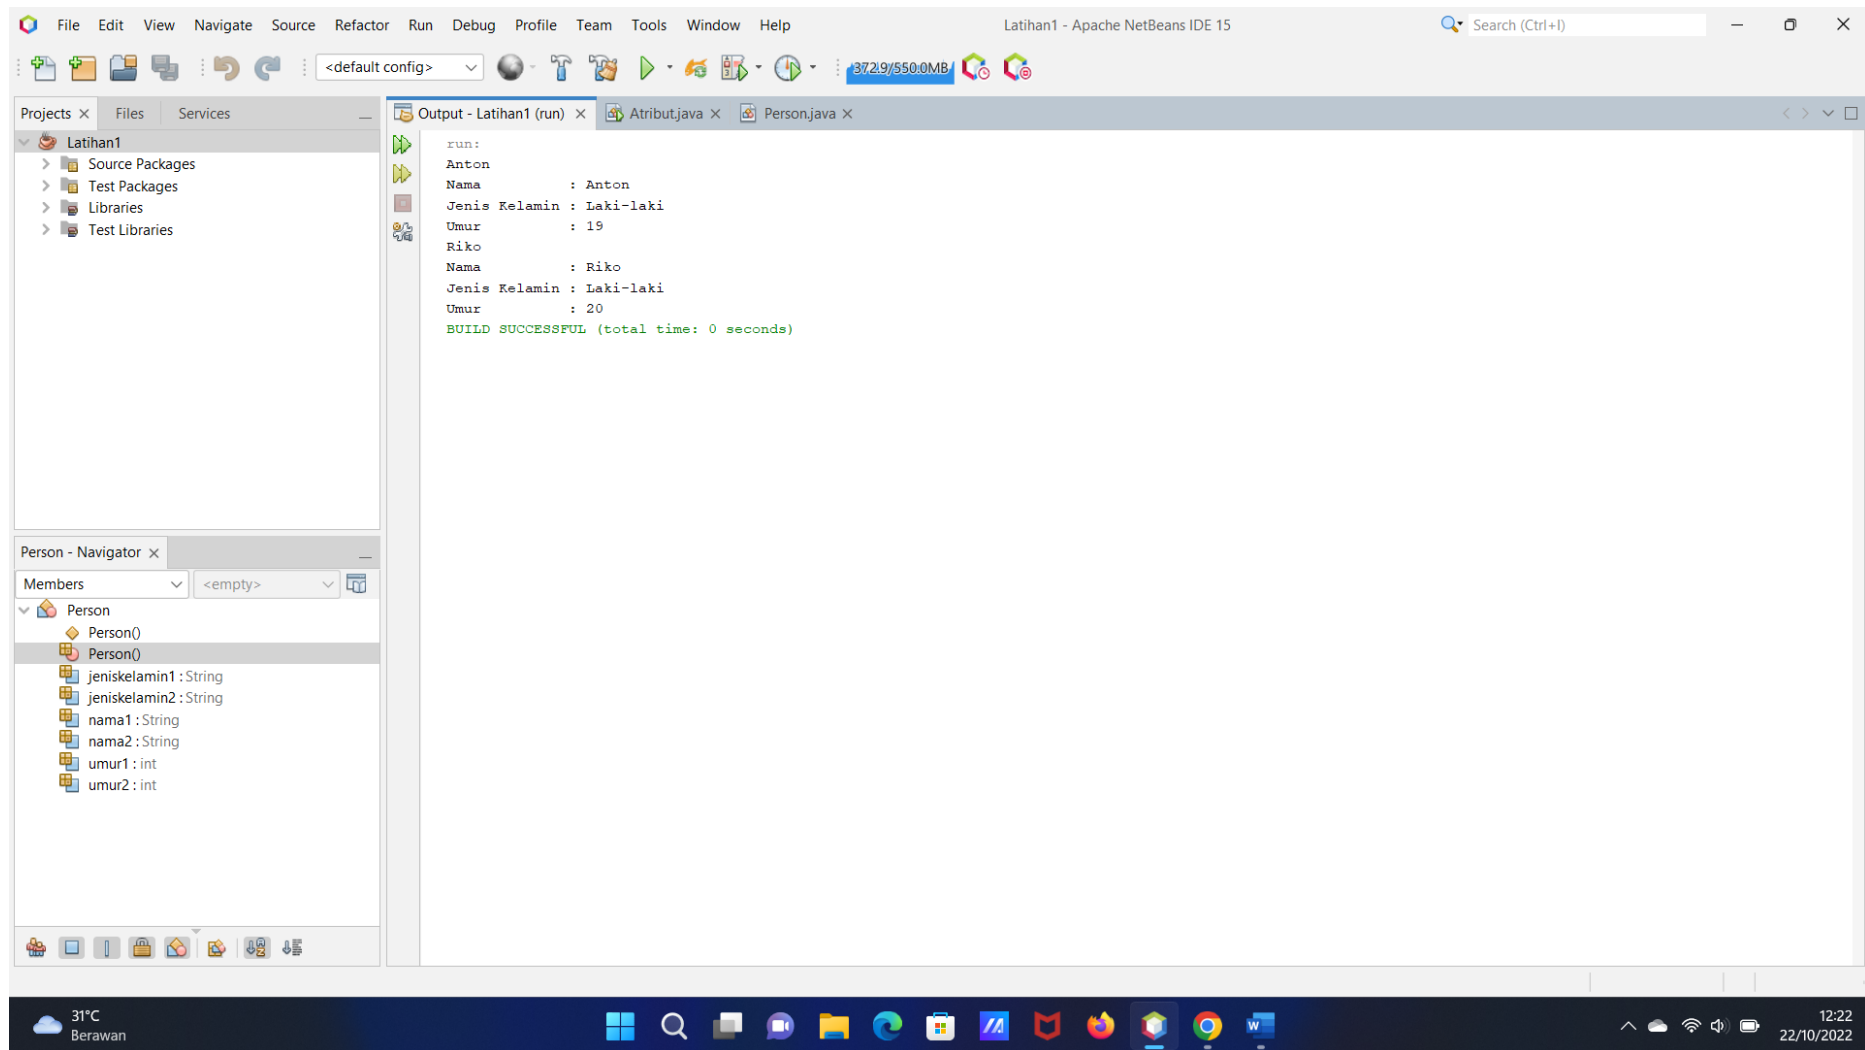 File Edit View Navigate Source Refactor Run Debug Profile Team Tools Window Help
Latihan1 - Apache NetBeans IDE 15
Search (Ctrl+I)
<default config>
372.9/550.0MB
Projects Files Services
Latihan1
Source Packages
Test Packages
Libraries
Test Libraries
Output - Latihan1 (run) Atribut.java Person.java
run:
Anton
Nama : Anton
Jenis Kelamin : Laki-laki
Umur : 19
Riko
Nama : Riko
Jenis Kelamin : Laki-laki
Umur : 20
BUILD SUCCESSFUL (total time: 0 seconds)
Person - Navigator
Members <empty>
Person
Person()
Person()
jeniskelamin1 : String
jeniskelamin2 : String
nama1 : String
nama2 : String
umur1 : int
umur2 : int
31°C
Berawan
12:22
22/10/2022